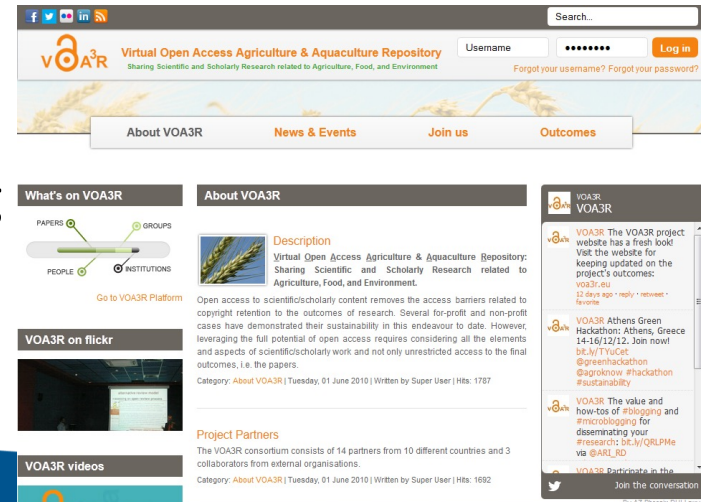 Search...
VOA3R
Virtual Open Access Agriculture & Aquaculture Repository
Sharing Scientific and Scholarly Research related to Agriculture, Food, and Environment
Username
Log in
Forgot your username? Forgot your password?
About VOA3R
News & Events
Join us
Outcomes
What's on VOA3R
PAPERS
GROUPS
PEOPLE
INSTITUTIONS
Go to VOA3R Platform
VOA3R on flickr
VOA3R videos
About VOA3R
Description
Virtual Open Access Agriculture & Aquaculture Repository:
Sharing Scientific and Scholarly Research related to
Agriculture, Food, and Environment.
Open access to scientific/scholarly content removes the access barriers related to
copyright retention to the outcomes of research. Several for-profit and non-profit
cases have demonstrated their sustainability in this endeavour to date. However,
leveraging the full potential of open access requires considering all the elements
and aspects of scientific/scholarly work and not only unrestricted access to the final
outcomes, i.e. the papers.
Category: About VOA3R | Tuesday, 01 June 2010 | Written by Super User | Hits: 1787
Project Partners
The VOA3R consortium consists of 14 partners from 10 different countries and 3
collaborators from external organisations.
Category: About VOA3R | Tuesday, 01 June 2010 | Written by Super User | Hits: 1692
VOA3R
VOA3R
VOA3R The VOA3R project
website has a fresh look!
Visit the website for
keeping updated on the
project's outcomes:
voa3r.eu
12 days ago • reply • retweet •
favorite
VOA3R Athens Green
Hackathon: Athens, Greece
14-16/12/12. Join now!
bit.ly/TYuCet
@greenhackathon
@agroknow #hackathon
#sustainability
VOA3R The value and
how-tos of #blogging and
#microblogging for
disseminating your
#research: bit.ly/QRLPMe
via @ARI_RD
VOA3R Participate in the
Join the conversation